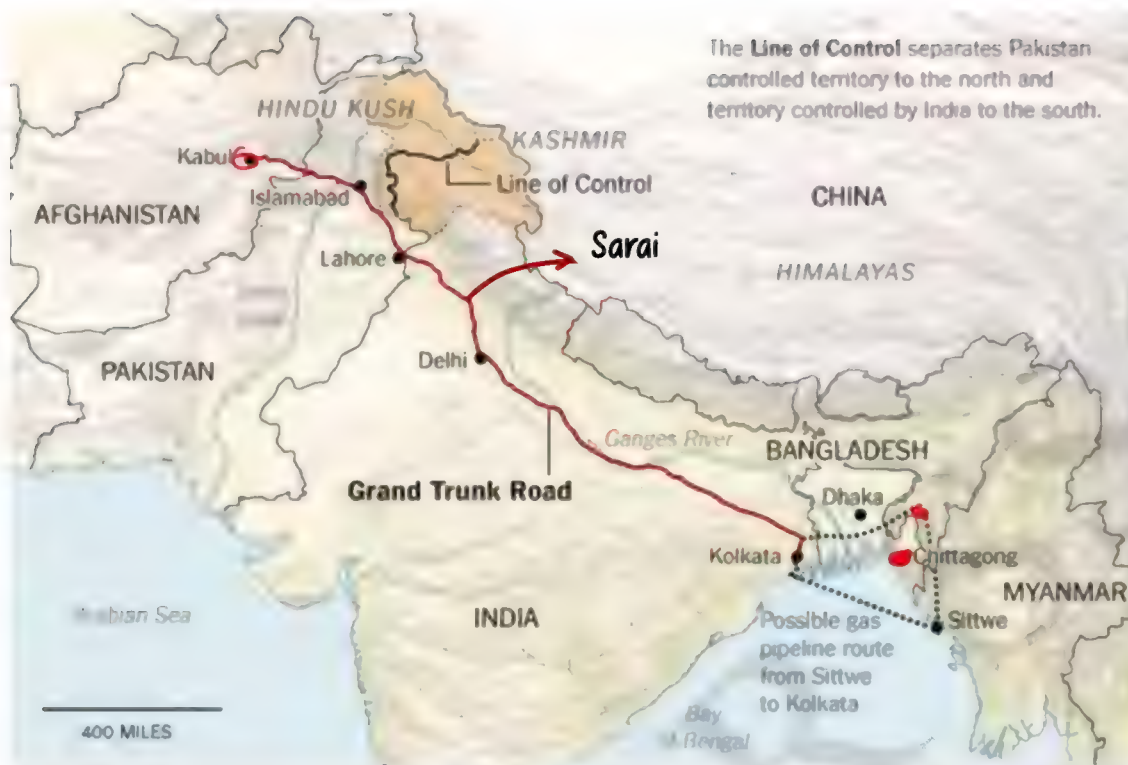 The Line of Control separates Pakistan
controlled territory to the north and
territory controlled by India to the south.
HINDU KUSH
KASHMIR
Kabul
Line of Control
Islamabad
CHINA
AFGHANISTAN
Sarai
Lahore
HIMALAYAS
Delhi
PAKISTAN
Ganges River
BANGLADESH
Grand Trunk Road
Dhaka
Kolkata
Chittagong
MYANMAR
Arabian Sea
INDIA
Possible gas
pipeline route
from Sittwe
to Kolkata
Sittwe
400 MILES
Bay
of Bengal